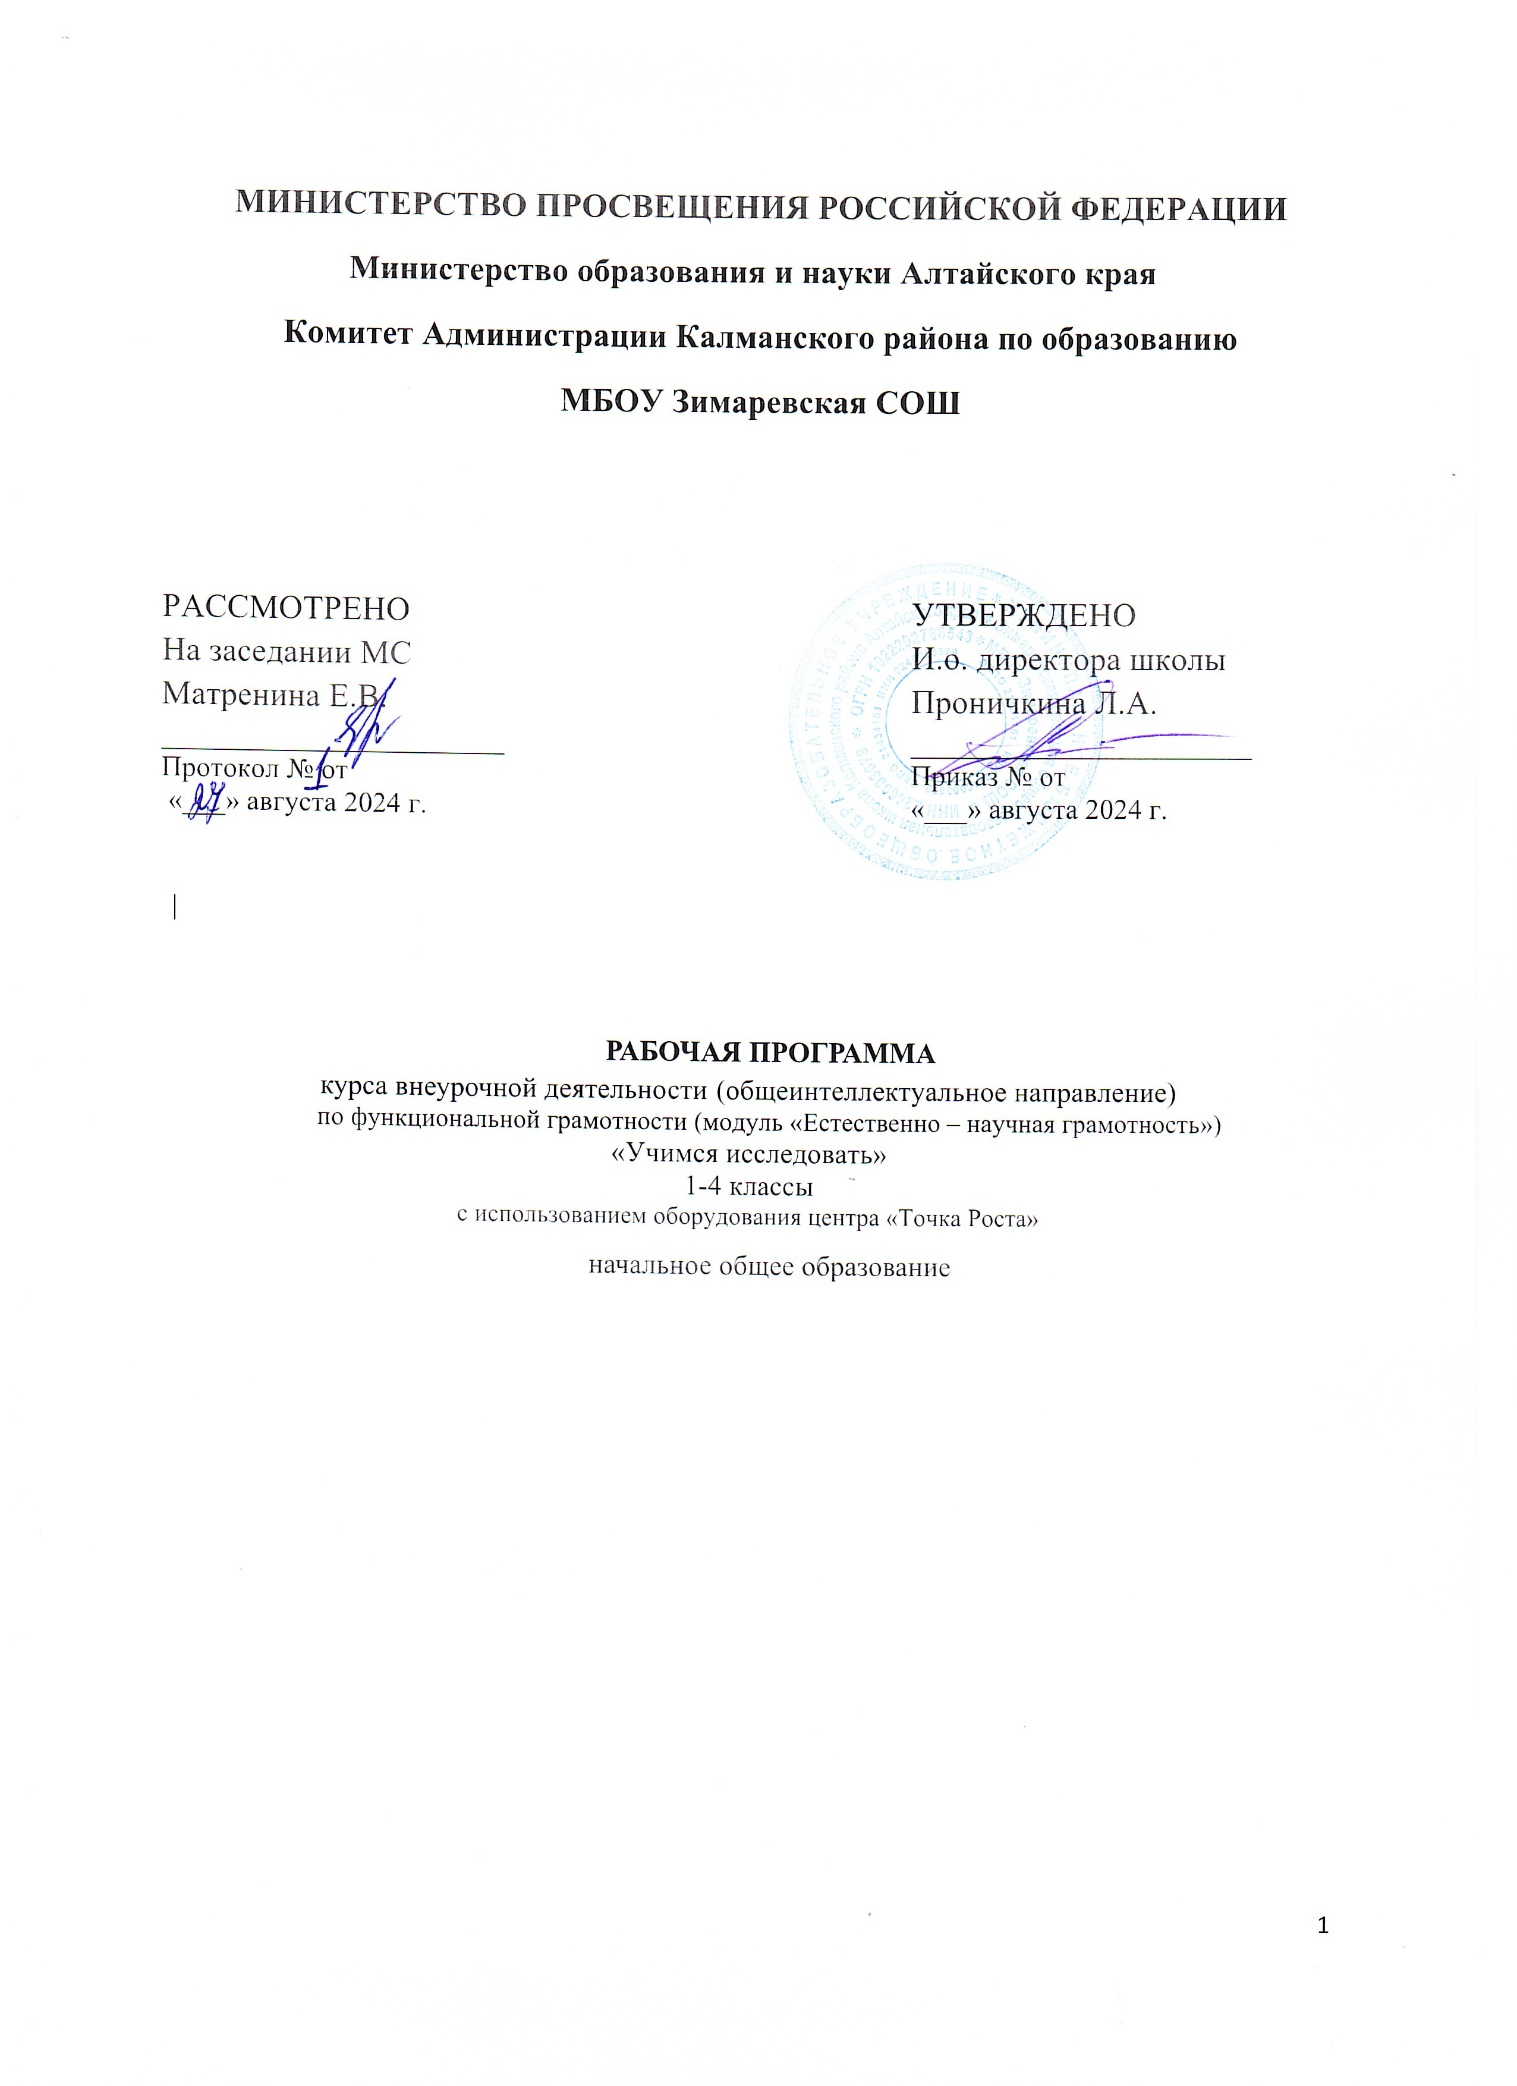 МИНИСТЕРСТВО ПРОСВЕЩЕНИЯ РОССИЙСКОЙ ФЕДЕРАЦИИ
Министерство образования и науки Алтайского края
Комитет Администрации Калманского района по образованию
МБОУ Зимаревская СОШ
РАССМОТРЕНО
На заседании МС
Матренина Е.В.
Протокол № 1 от
«27» августа 2024 г.
УТВЕРЖДЕНО
И.о. директора школы
Проничкина Л.А.
Приказ № от
«___» августа 2024 г.
РАБОЧАЯ ПРОГРАММА
курса внеурочной деятельности (общеинтеллектуальное направление)
по функциональной грамотности (модуль «Естественно – научная грамотность»)
«Учимся исследовать»
1-4 классы
с использованием оборудования центра «Точка Роста»
начальное общее образование
1